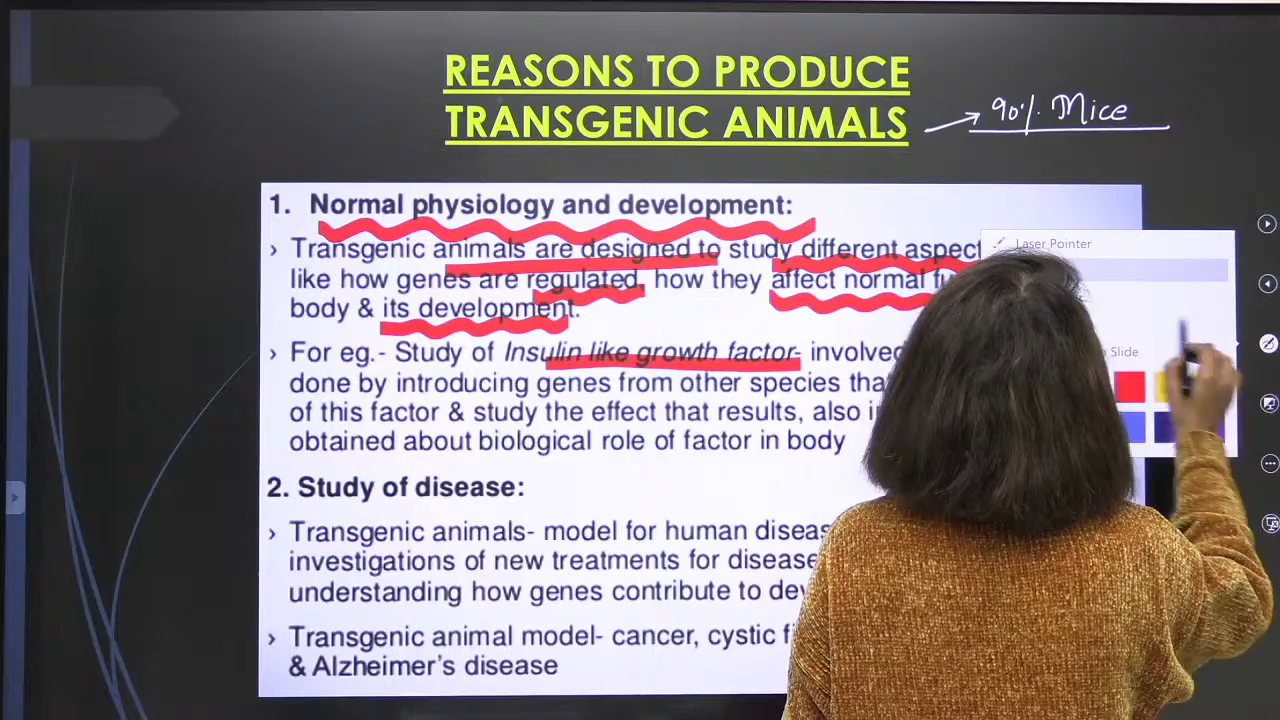 REASONS TO PRODUCE
TRANSGENIC ANIMALS
90% Mice
1. Normal physiology and development:
› Transgenic animals are designed to study different aspect
like how genes are regulated, how they affect normal fu
body & its development.
Laser Pointer
Slide
› For eg.- Study of Insulin like growth factor- involved
done by introducing genes from other species tha
of this factor & study the effect that results, also i
obtained about biological role of factor in body
2. Study of disease:
› Transgenic animals- model for human diseas
investigations of new treatments for disease
understanding how genes contribute to dev
› Transgenic animal model- cancer, cystic fi
& Alzheimer's disease